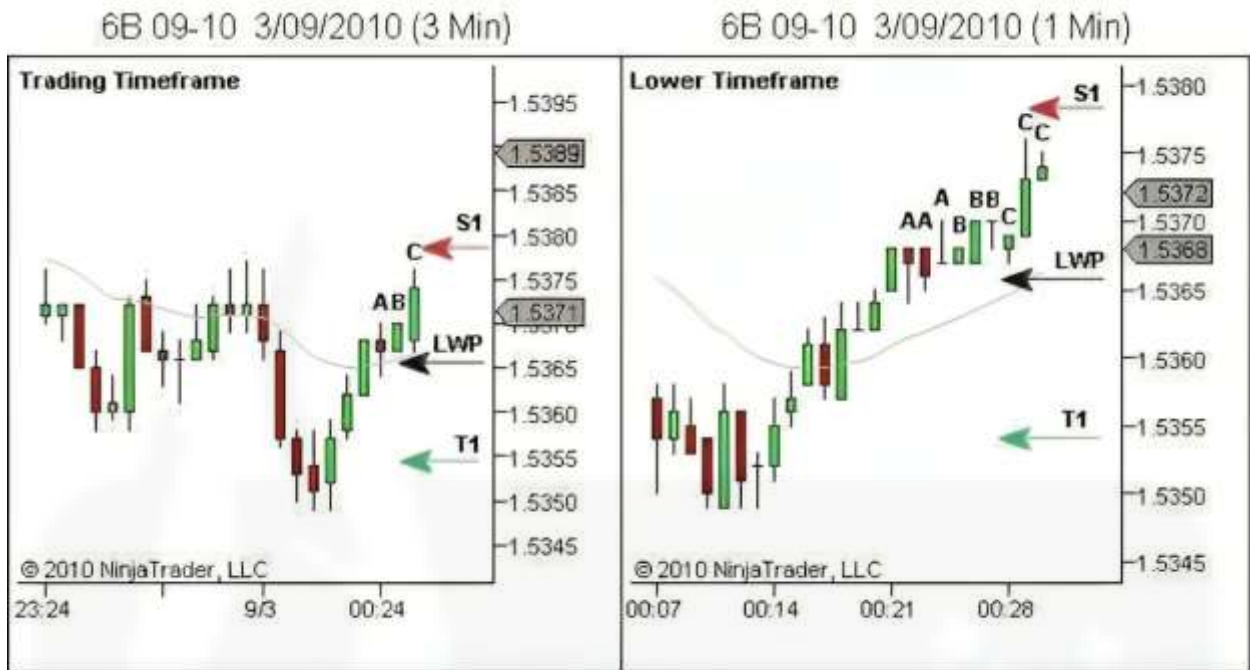 6B 09-10 3/09/2010 (3 Min)
Trading Timeframe
1.5395
1.5389
1.5385
S1
1.5380
C
1.5375
A B
1.5371
1.5370
LWP
1.5365
1.5360
T1
1.5355
1.5350
1.5345
© 2010 NinjaTrader, LLC
23:24
9/3
00:24
6B 09-10 3/09/2010 (1 Min)
Lower Timeframe
S1
1.5380
C
C
1.5375
1.5372
A
A A
B
B B
C
1.5370
1.5368
LWP
1.5365
1.5360
T1
1.5355
1.5350
1.5345
© 2010 NinjaTrader, LLC
00:07
00:14
00:21
00:28